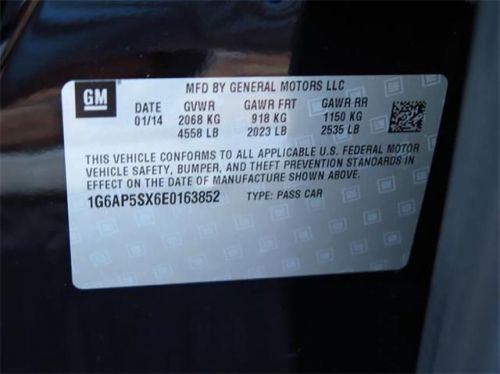 MFD BY GENERAL MOTORS LLC
GM
DATE GVWR GAWR FRT GAWR RR
01/14 2068 KG 918 KG 1150 KG
4558 LB 2023 LB 2535 LB
THIS VEHICLE CONFORMS TO ALL APPLICABLE U.S. FEDERAL MOTOR
VEHICLE SAFETY, BUMPER, AND THEFT PREVENTION STANDARDS IN
EFFECT ON THE DATE OF MANUFACTURE SHOWN ABOVE.
1G6AP5SX6E0163852 TYPE: PASS CAR